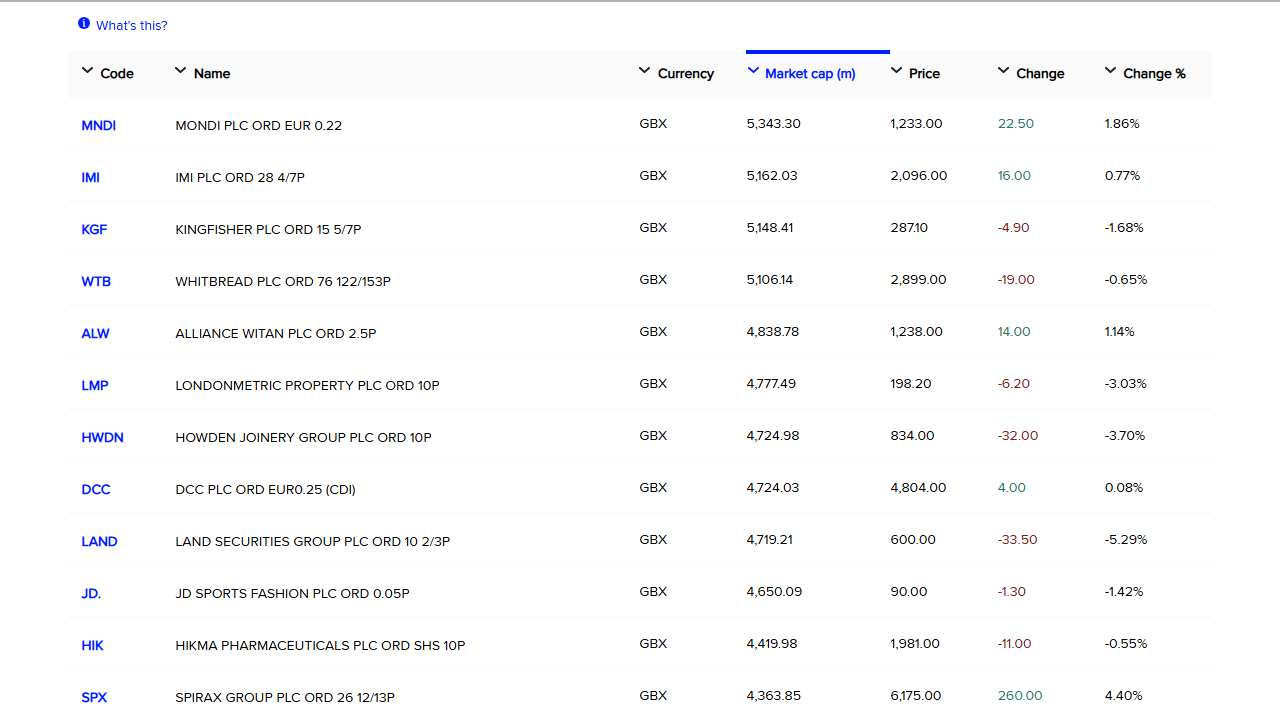 What's this?
Code Name Currency Market cap (m) Price Change Change %
MNDI MONDI PLC ORD EUR 0.22 GBX 5,343.30 1,233.00 22.50 1.86%
IMI IMI PLC ORD 28 4/7P GBX 5,162.03 2,096.00 16.00 0.77%
KGF KINGFISHER PLC ORD 15 5/7P GBX 5,148.41 287.10 -4.90 -1.68%
WTB WHITBREAD PLC ORD 76 122/153P GBX 5,106.14 2,899.00 -19.00 -0.65%
ALW ALLIANCE WITAN PLC ORD 2.5P GBX 4,838.78 1,238.00 14.00 1.14%
LMP LONDONMETRIC PROPERTY PLC ORD 10P GBX 4,777.49 198.20 -6.20 -3.03%
HWDN HOWDEN JOINERY GROUP PLC ORD 10P GBX 4,724.98 834.00 -32.00 -3.70%
DCC DCC PLC ORD EUR0.25 (CDI) GBX 4,724.03 4,804.00 4.00 0.08%
LAND LAND SECURITIES GROUP PLC ORD 10 2/3P GBX 4,719.21 600.00 -33.50 -5.29%
JD. JD SPORTS FASHION PLC ORD 0.05P GBX 4,650.09 90.00 -1.30 -1.42%
HIK HIKMA PHARMACEUTICALS PLC ORD SHS 10P GBX 4,419.98 1,981.00 -11.00 -0.55%
SPX SPIRAX GROUP PLC ORD 26 12/13P GBX 4,363.85 6,175.00 260.00 4.40%